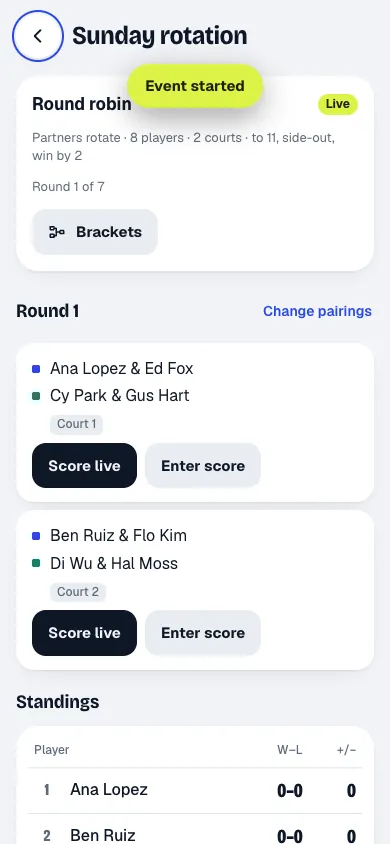 Sunday rotation
Event started
Round robin
Live
Partners rotate · 8 players · 2 courts · to 11, side-out,
win by 2
Round 1 of 7
Brackets
Round 1
Change pairings
Ana Lopez & Ed Fox
Cy Park & Gus Hart
Court 1
Score live
Enter score
Ben Ruiz & Flo Kim
Di Wu & Hal Moss
Court 2
Score live
Enter score
Standings
Player W–L +/−
1 Ana Lopez 0–0 0
2 Ben Ruiz 0–0 0